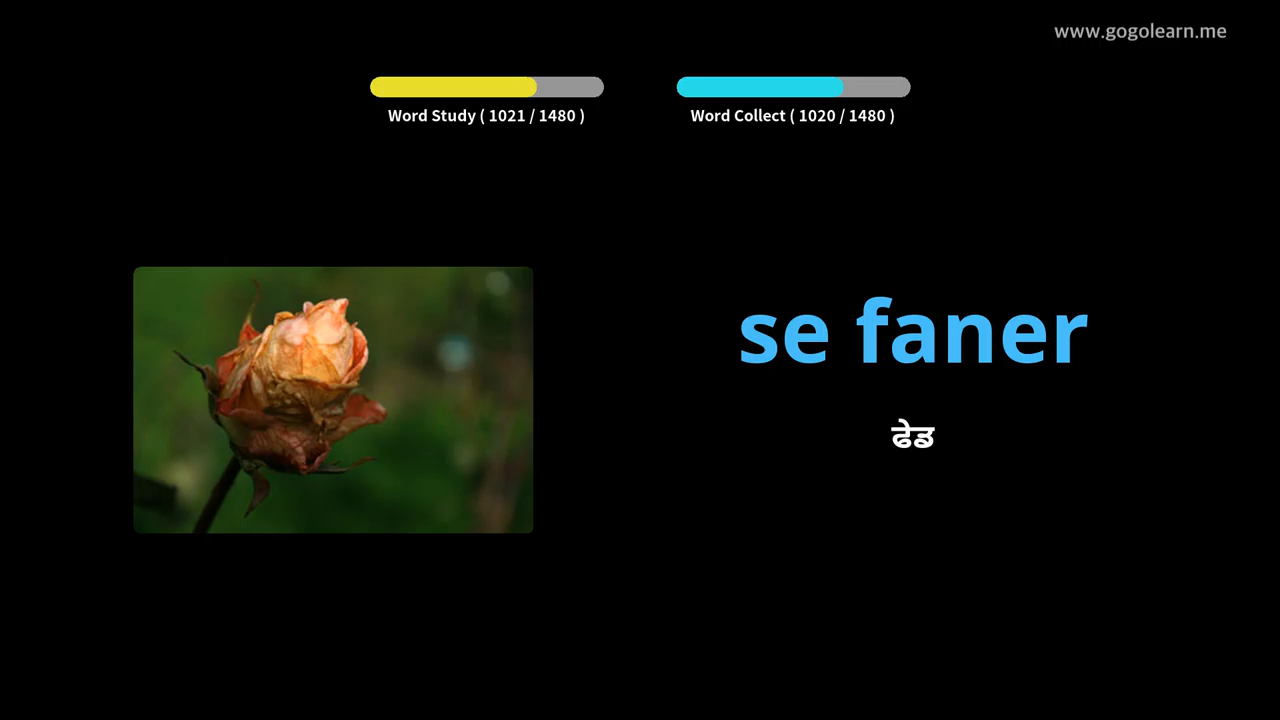 www.gogolearn.me
Word Study ( 1021 / 1480 )
Word Collect ( 1020 / 1480 )
se faner
ਫੇਡ